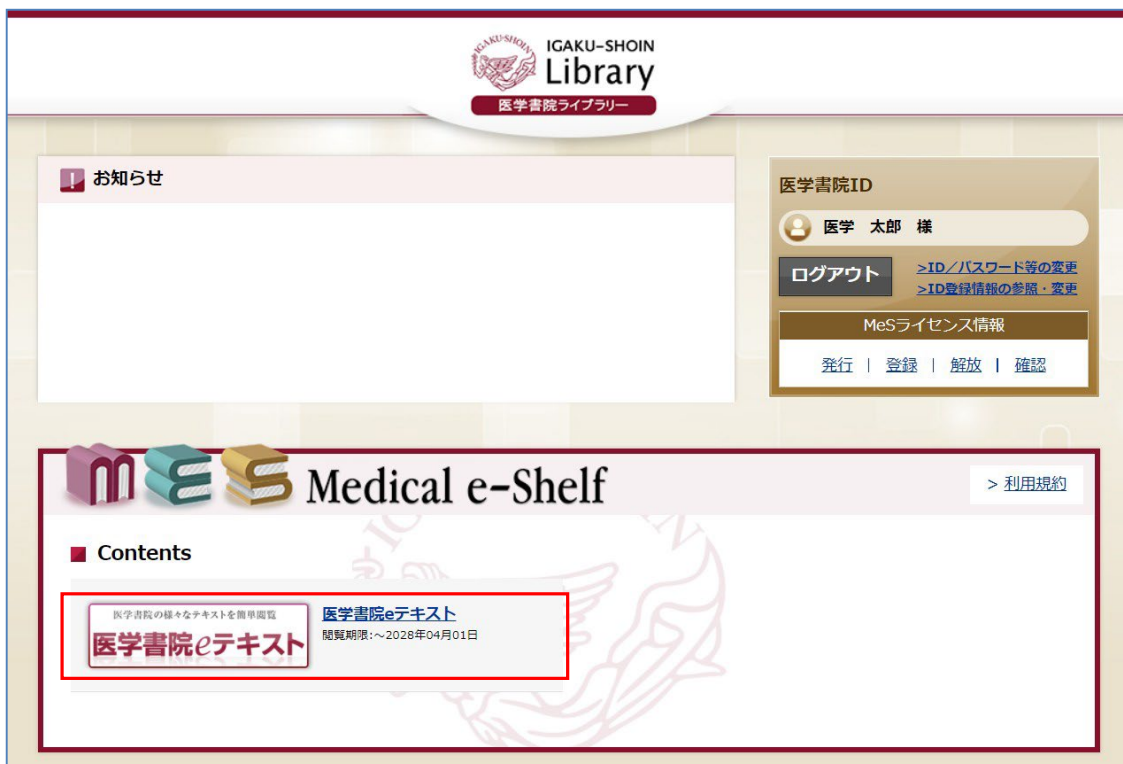 IGAKU-SHOIN
IGAKU-SHOIN
Library
医学書院ライブラリー
! お知らせ
医学書院ID
医学 太郎 様
ログアウト
>ID/パスワード等の変更
>ID登録情報の参照・変更
MeSライセンス情報
発行 | 登録 | 解放 | 確認
mes Medical e-Shelf
> 利用規約
Contents
医学書院の様々なテキストを簡単閲覧
医学書院eテキスト
医学書院eテキスト
閲覧期限:~2028年04月01日